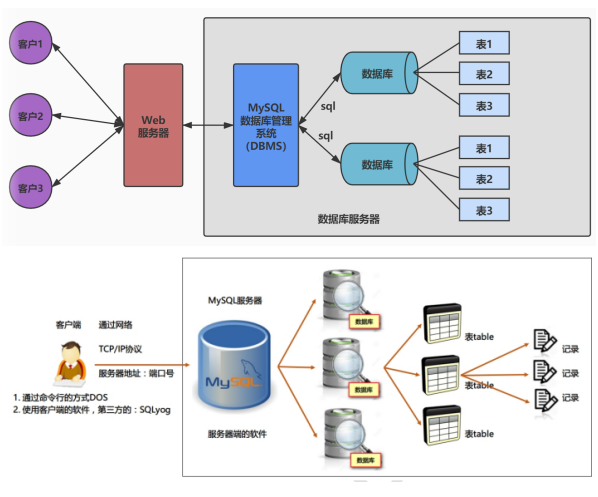 客户1
客户2
客户3
Web
服务器
MySQL
数据库管理
系统
（DBMS）
sql
sql
数据库
数据库
表1
表2
表3
表1
表2
表3
数据库服务器
客户端
通过网络
TCP/IP协议
服务器地址：端口号
1. 通过命令行的方式DOS
2. 使用客户端的软件，第三方的：SQLyog
MySQL服务器
MySQL
服务器端的软件
数据库
数据库
数据库
表table
表table
表table
记录
记录
记录